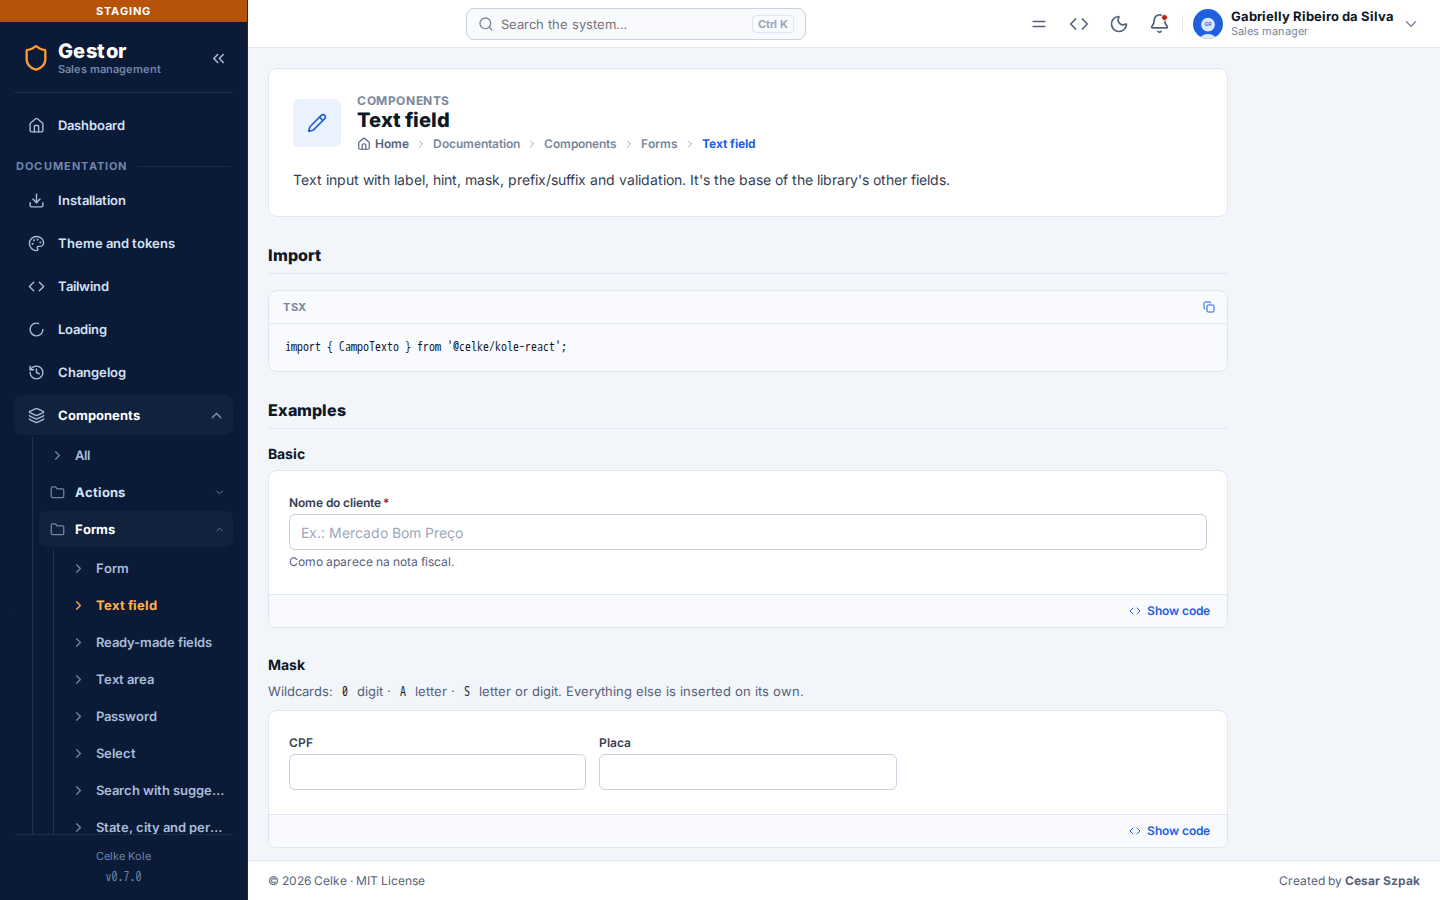 STAGING
Gestor
Sales management
Search the system...
Ctrl K
GR
Gabrielly Ribeiro da Silva
Sales manager
Dashboard
DOCUMENTATION
Installation
Theme and tokens
Tailwind
Loading
Changelog
Components
All
Actions
Forms
Form
Text field
Ready-made fields
Text area
Password
Select
Search with sugge...
State, city and per...
Celke Kole
v0.7.0
COMPONENTS
Text field
Home > Documentation > Components > Forms > Text field
Text input with label, hint, mask, prefix/suffix and validation. It's the base of the library's other fields.
Import
TSX
import { CampoTexto } from '@celke/kole-react';
Examples
Basic
Nome do cliente *
Ex.: Mercado Bom Preço
Como aparece na nota fiscal.
Show code
Mask
Wildcards: 0 digit · A letter · S letter or digit. Everything else is inserted on its own.
CPF
Placa
Show code
© 2026 Celke · MIT License
Created by Cesar Szpak